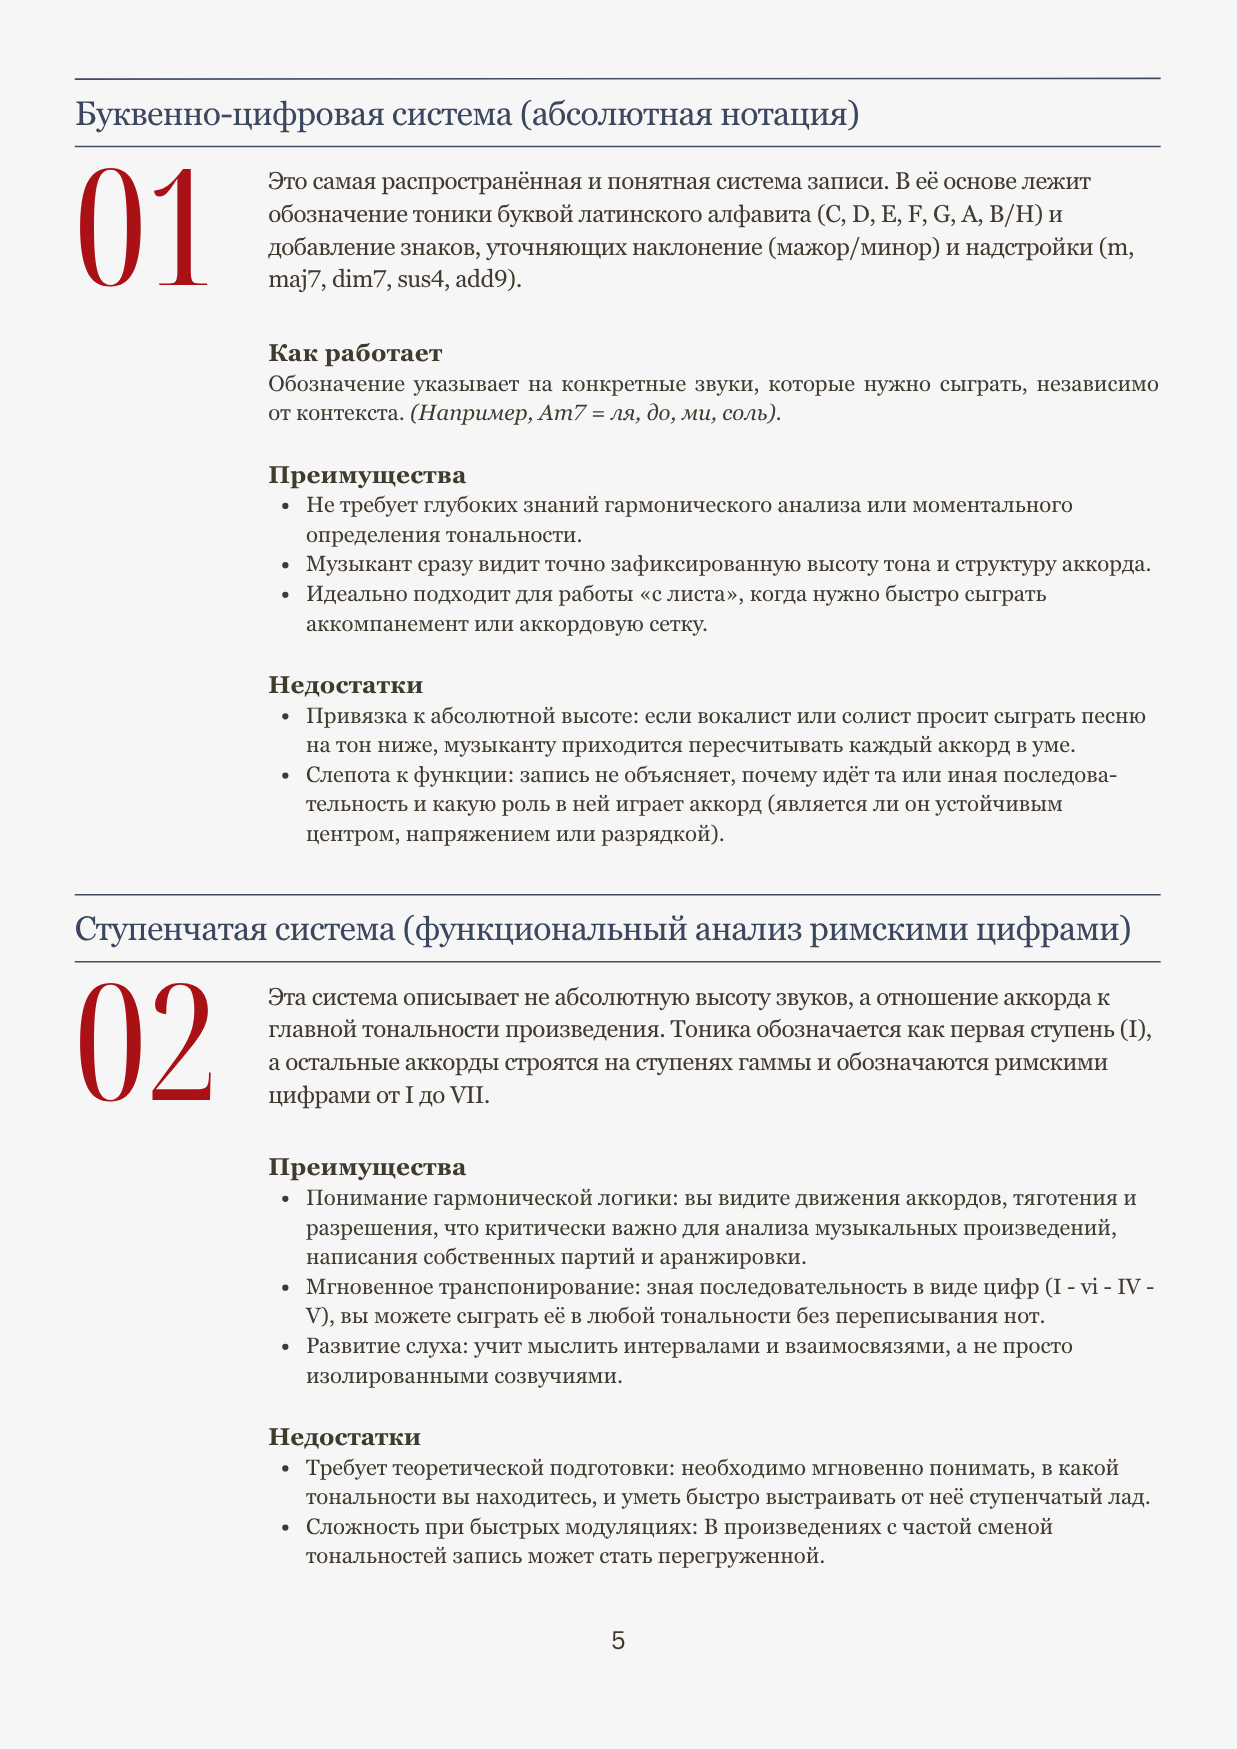 Буквенно-цифровая система (абсолютная нотация)
01
Это самая распространённая и понятная система записи. В её основе лежит
обозначение тоники буквой латинского алфавита (C, D, E, F, G, A, B/H) и
добавление знаков, уточняющих наклонение (мажор/минор) и надстройки (m,
maj7, dim7, sus4, add9).
Как работает
Обозначение указывает на конкретные звуки, которые нужно сыграть, независимо
от контекста. (Например, Am7 = ля, до, ми, соль).
Преимущества
• Не требует глубоких знаний гармонического анализа или моментального
определения тональности.
• Музыкант сразу видит точно зафиксированную высоту тона и структуру аккорда.
• Идеально подходит для работы «с листа», когда нужно быстро сыграть
аккомпанемент или аккордовую сетку.
Недостатки
• Привязка к абсолютной высоте: если вокалист или солист просит сыграть песню
на тон ниже, музыканту приходится пересчитывать каждый аккорд в уме.
• Слепота к функции: запись не объясняет, почему идёт та или иная последова-
тельность и какую роль в ней играет аккорд (является ли он устойчивым
центром, напряжением или разрядкой).
Ступенчатая система (функциональный анализ римскими цифрами)
02
Эта система описывает не абсолютную высоту звуков, а отношение аккорда к
главной тональности произведения. Тоника обозначается как первая ступень (I),
а остальные аккорды строятся на ступенях гаммы и обозначаются римскими
цифрами от I до VII.
Преимущества
• Понимание гармонической логики: вы видите движения аккордов, тяготения и
разрешения, что критически важно для анализа музыкальных произведений,
написания собственных партий и аранжировки.
• Мгновенное транспонирование: зная последовательность в виде цифр (I - vi - IV -
V), вы можете сыграть её в любой тональности без переписывания нот.
• Развитие слуха: учит мыслить интервалами и взаимосвязями, а не просто
изолированными созвучиями.
Недостатки
• Требует теоретической подготовки: необходимо мгновенно понимать, в какой
тональности вы находитесь, и уметь быстро выстраивать от неё ступенчатый лад.
• Сложность при быстрых модуляциях: В произведениях с частой сменой
тональностей запись может стать перегруженной.
5